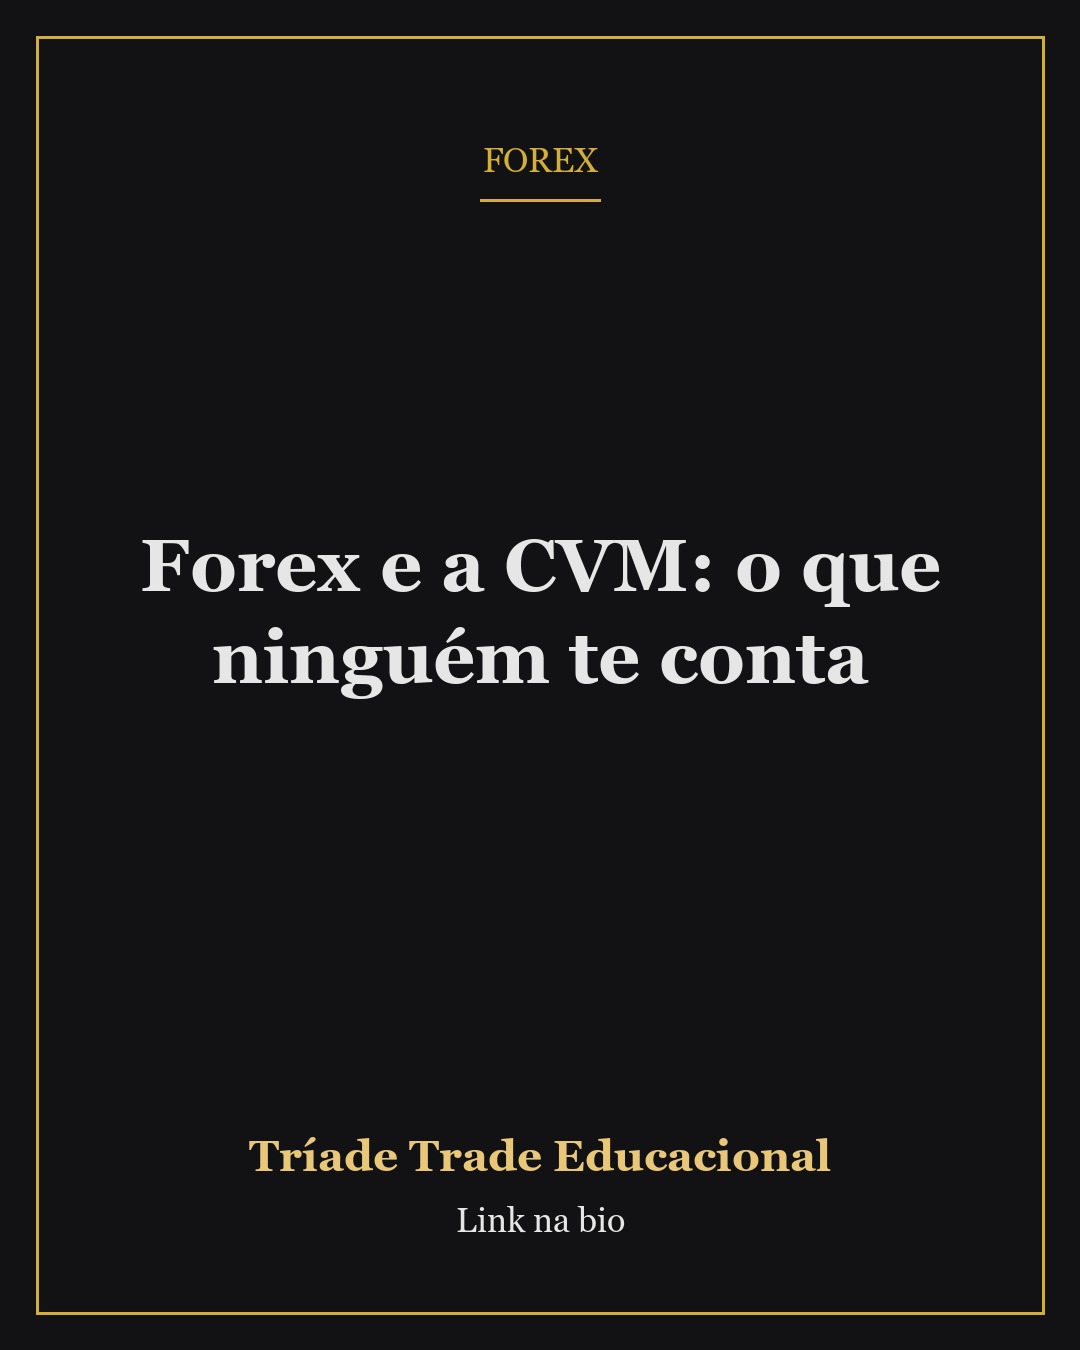 FOREX
Forex e a CVM: o que
ninguém te conta
Tríade Trade Educacional
Link na bio